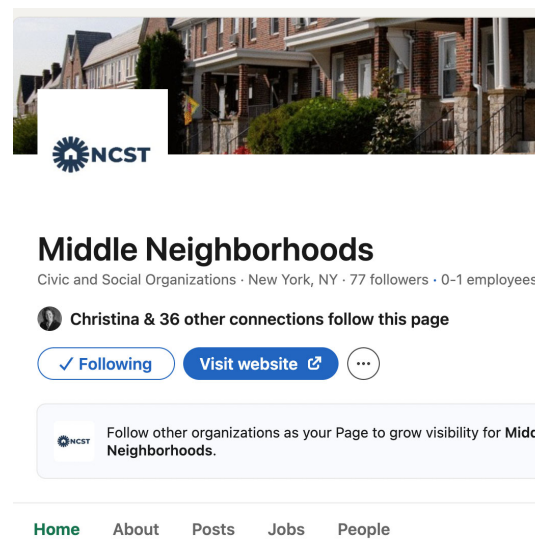 NCST
Middle Neighborhoods
Civic and Social Organizations · New York, NY · 77 followers · 0-1 employees
Christina & 36 other connections follow this page
✓ Following
Visit website
NCST
Follow other organizations as your Page to grow visibility for Midd
Neighborhoods.
Home About Posts Jobs People